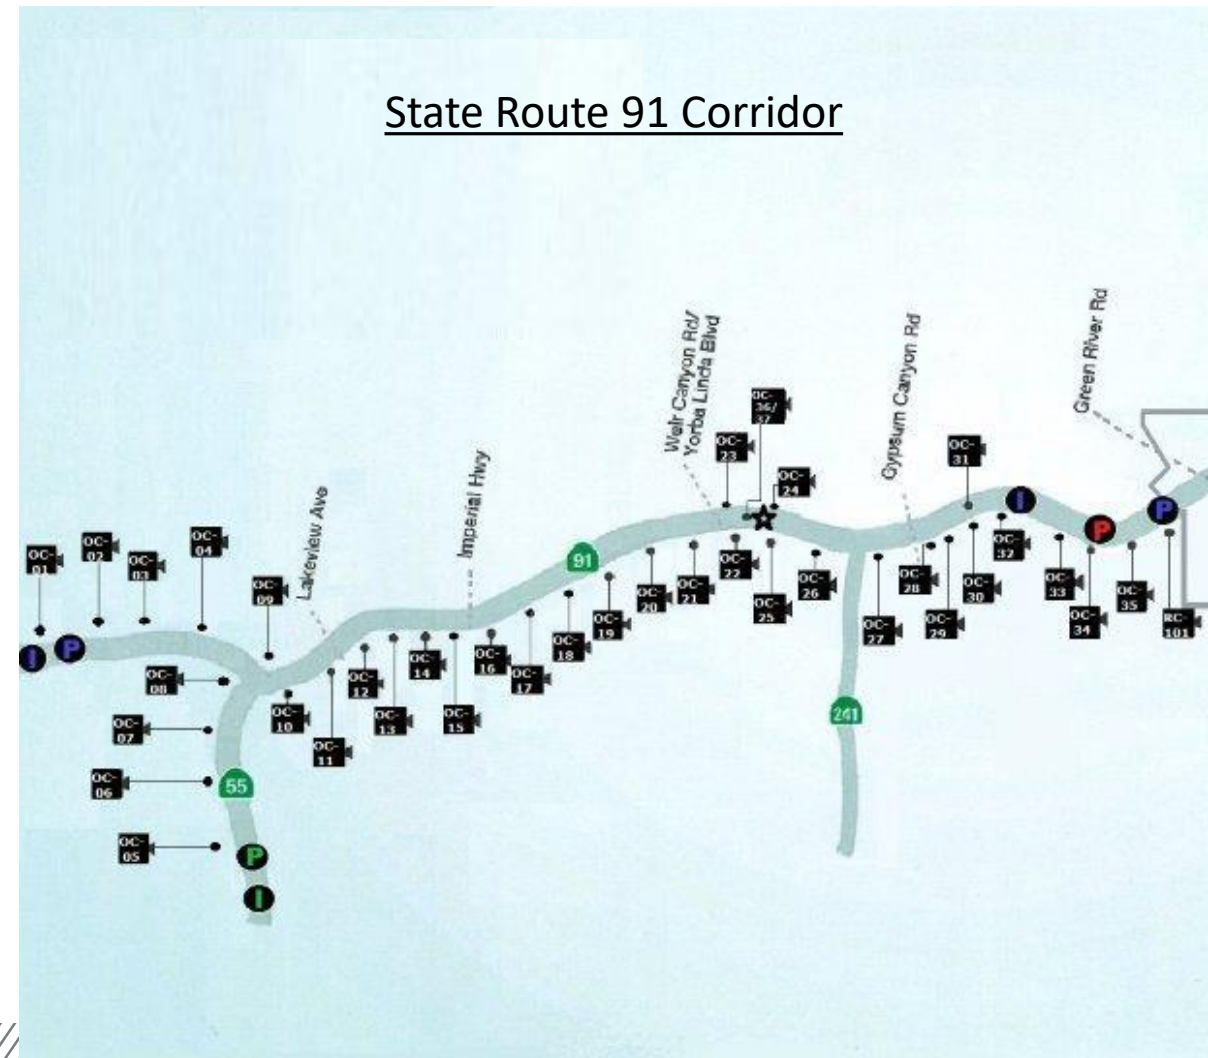 State Route 91 Corridor
Green River Rd
Weir Canyon Rd/
Yorba Linda Blvd
Gypsum Canyon Rd
OC-
36/
37
OC-
23
OC-
31
Imperial Hwy
OC-
24
Lakeview Ave
P
I
P
OC-
04
OC-
02
OC-
01
OC-
03
91
OC-
22
OC-
32
OC-
09
OC-
20
OC-
21
OC-
26
OC-
28
OC-
30
OC-
33
OC-
35
OC-
25
OC-
19
OC-
27
OC-
29
OC-
34
RC-
101
I
P
OC-
18
OC-
16
OC-
14
OC-
12
OC-
17
OC-
08
OC-
10
OC-
13
OC-
15
OC-
07
OC-
11
241
OC-
06
55
OC-
05
P
I